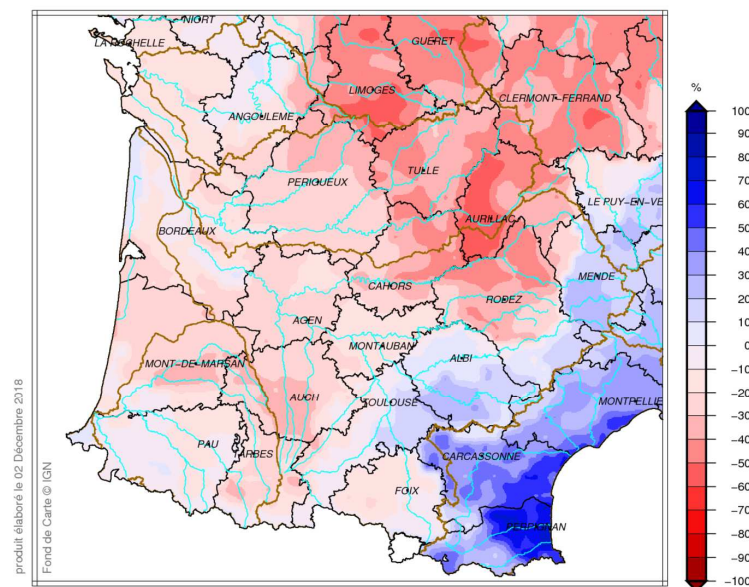 NIORT
LA ROCHELLE
GUERET
LIMOGES
CLERMONT-FERRAND
ANGOULEME
TULLE
PERIGUEUX
LE PUY-EN-VE
AURILLAC
BORDEAUX
MENDE
CAHORS
RODEZ
AGEN
MONTAUBAN
ALBI
MONT-DE-MARSAN
AUCH
TOULOUSE
MONTPELLIE
PAU
TARBES
CARCASSONNE
FOIX
PERPIGNAN
%
100
90
80
70
60
50
40
30
20
10
0
-10
-20
-30
-40
-50
-60
-70
-80
-90
-100
produit élaboré le 02 Décembre 2018
Fond de Carte © IGN